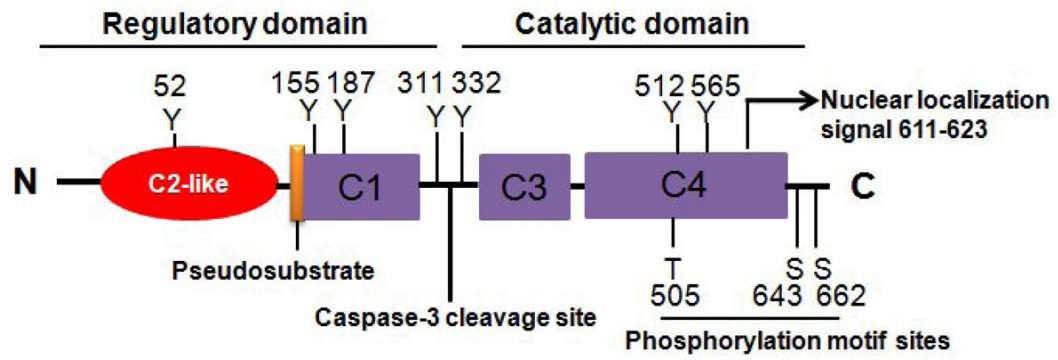 Regulatory domain Catalytic domain
52 155 187 311 332 512 565
Y Y Y Y Y Y Y
Nuclear localization
signal 611-623
N C2-like C1 C3 C4 C
Pseudosubstrate
T S S
505 643 662
Caspase-3 cleavage site
Phosphorylation motif sites